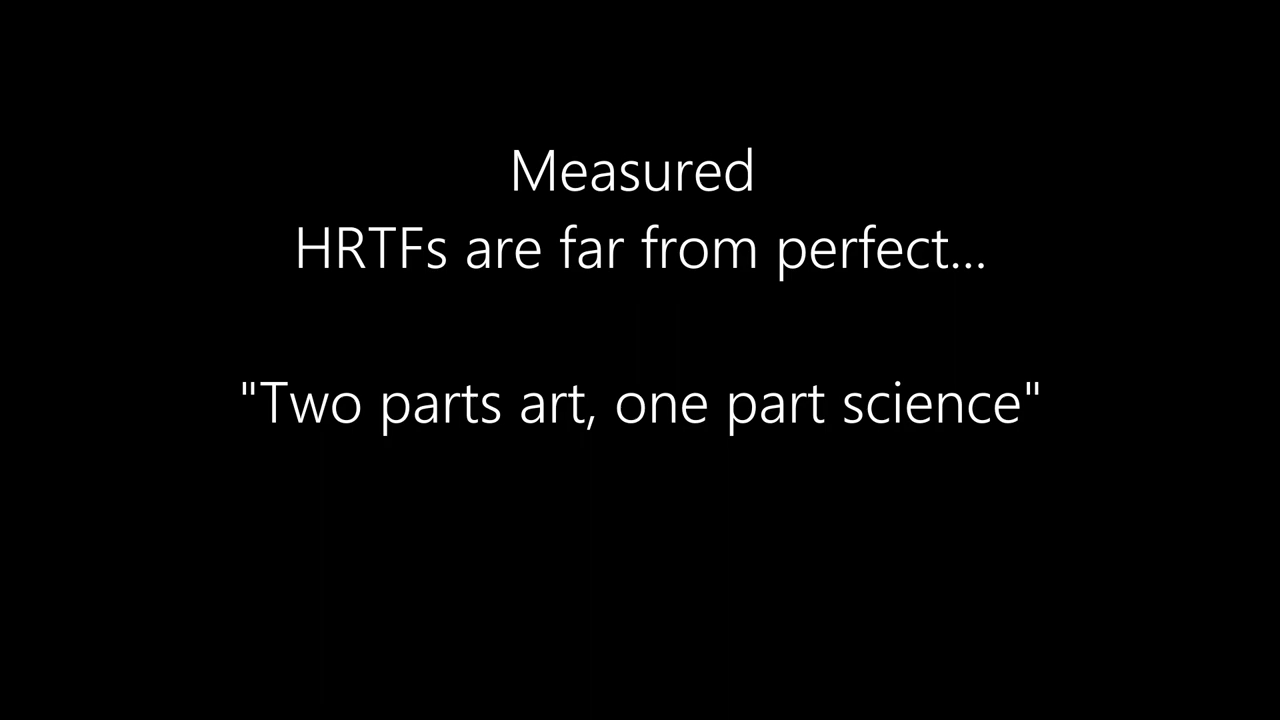 Measured
HRTFs are far from perfect...
"Two parts art, one part science"